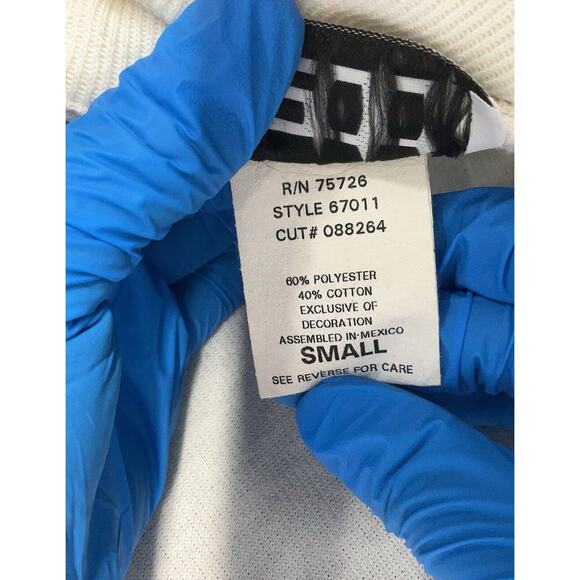 R/N 75726
STYLE 67011
CUT# 088264
60% POLYESTER
40% COTTON
EXCLUSIVE OF
DECORATION
ASSEMBLED IN·MEXICO
SMALL
SEE REVERSE FOR CARE